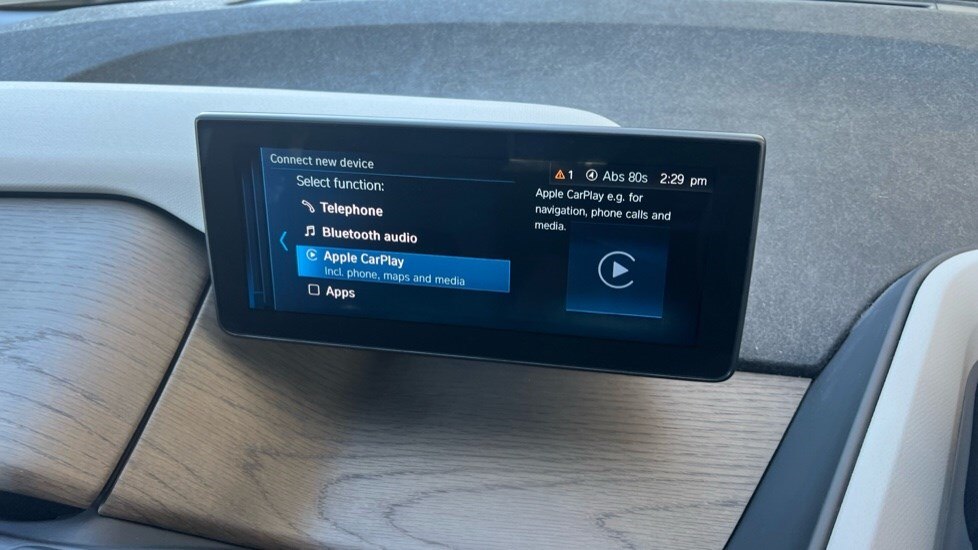 Connect new device
1 Abs 80s 2:29 pm
Select function:
Telephone
Bluetooth audio
Apple CarPlay
Incl. phone, maps and media
Apps
Apple CarPlay e.g. for
navigation, phone calls and
media.